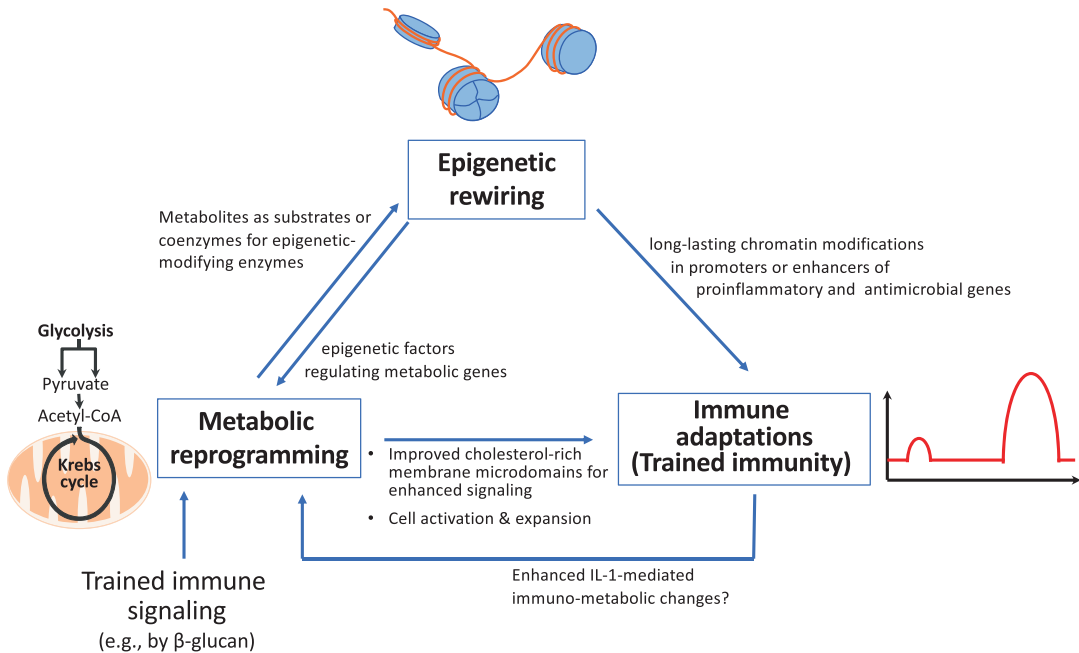 Epigenetic
rewiring
Metabolites as substrates or
coenzymes for epigenetic-
modifying enzymes
long-lasting chromatin modifications
in promoters or enhancers of
proinflammatory and antimicrobial genes
epigenetic factors
regulating metabolic genes
Glycolysis
Pyruvate
Acetyl-CoA
Krebs
cycle
Metabolic
reprogramming
• Improved cholesterol-rich
membrane microdomains for
enhanced signaling
• Cell activation & expansion
Immune
adaptations
(Trained immunity)
Enhanced IL-1-mediated
immuno-metabolic changes?
Trained immune
signaling
(e.g., by β-glucan)